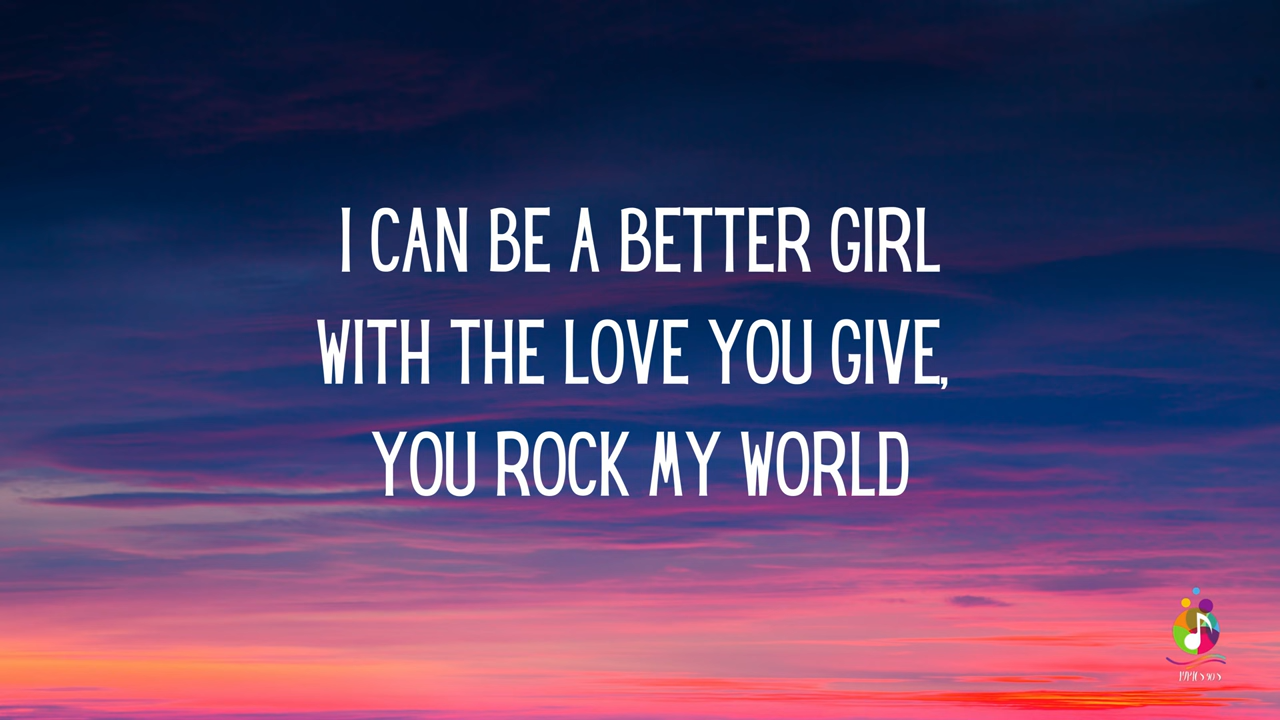 I CAN BE A BETTER GIRL
WITH THE LOVE YOU GIVE,
YOU ROCK MY WORLD